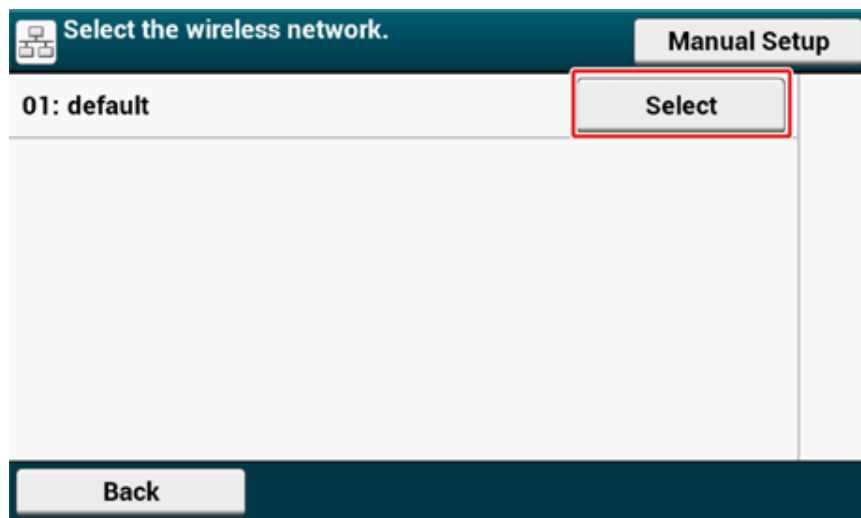 Select the wireless network.
Manual Setup
01: default
Select
Back